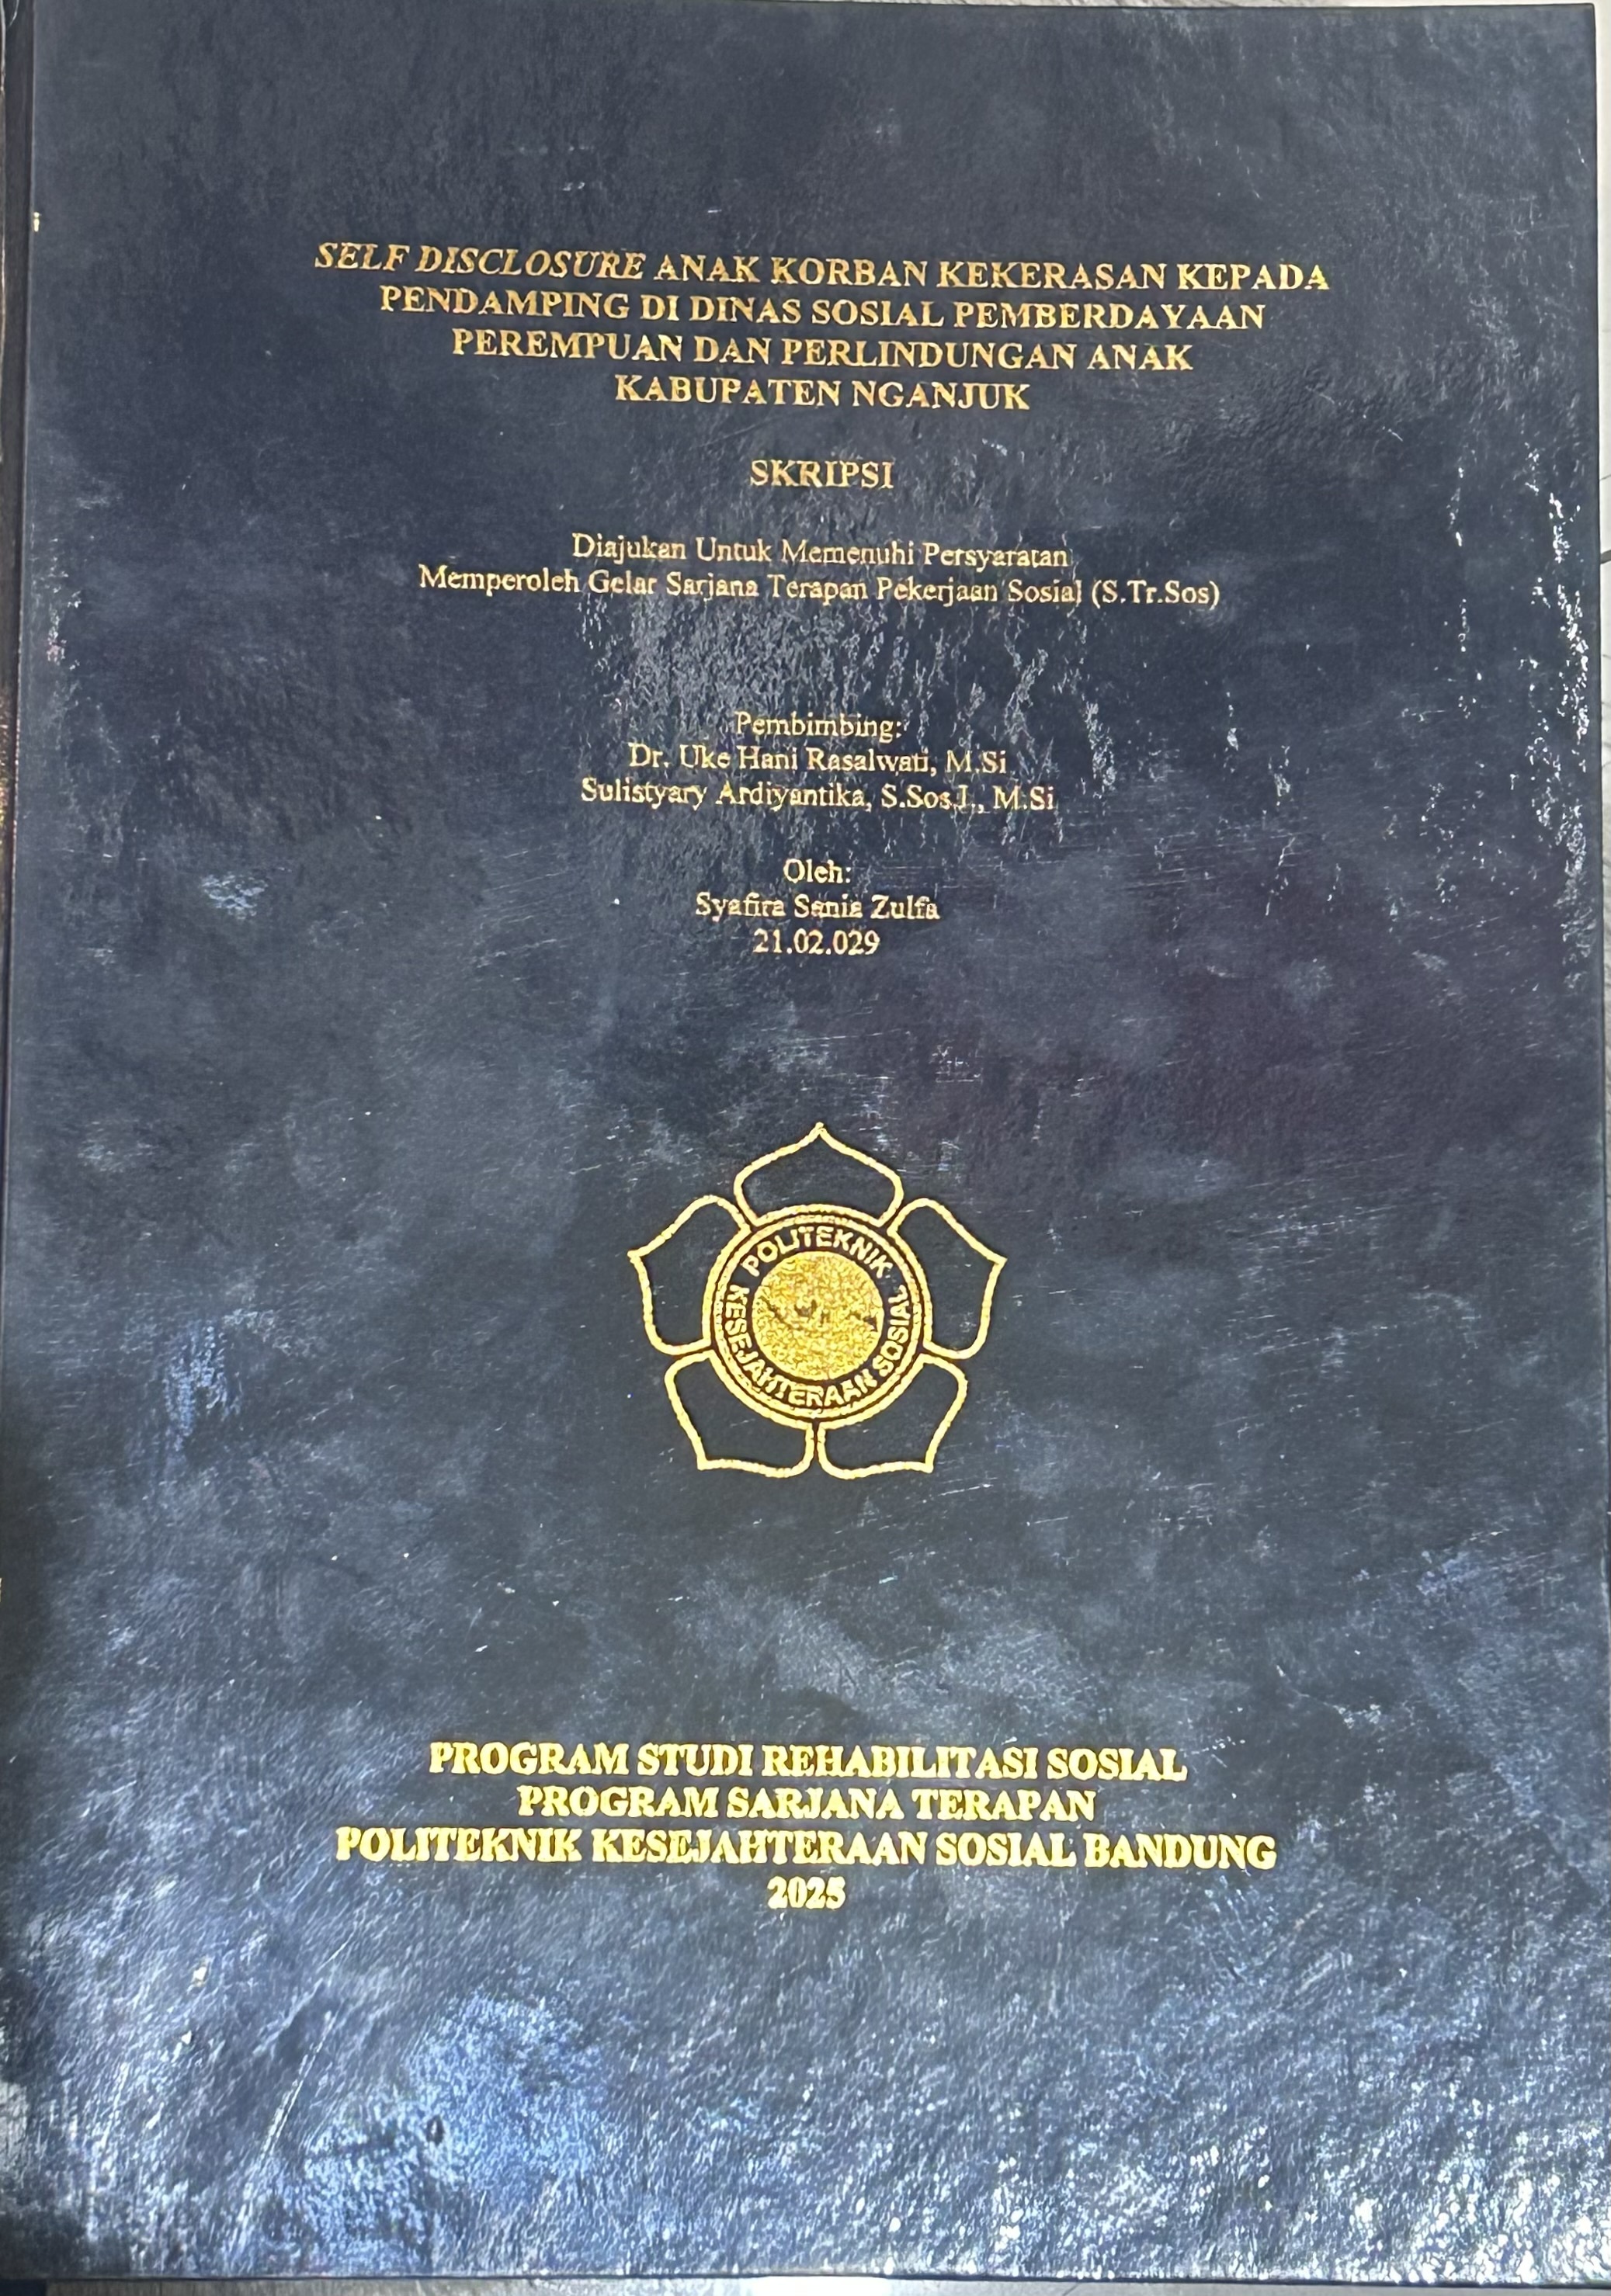 SELF DISCLOSURE ANAK KORBAN KEKERASAN KEPADA
PENDAMPING DI DINAS SOSIAL PEMBERDAYAAN
PEREMPUAN DAN PERLINDUNGAN ANAK
KABUPATEN NGANJUK
SKRIPSI
Diajukan Untuk Memenuhi Persyaratan
Memperoleh Gelar Sarjana Terapan Pekerjaan Sosial (S.Tr.Sos)
Pembimbing:
Dr. Uke Hani Rasalwati, M.Si
Sulistyary Ardiyantika, S.Sos.I., M.Si
Oleh:
Syafira Sania Zulfa
21.02.029
POLITEKNIK
KESEJAHTERAAN SOSIAL
PROGRAM STUDI REHABILITASI SOSIAL
PROGRAM SARJANA TERAPAN
POLITEKNIK KESEJAHTERAAN SOSIAL BANDUNG
2025